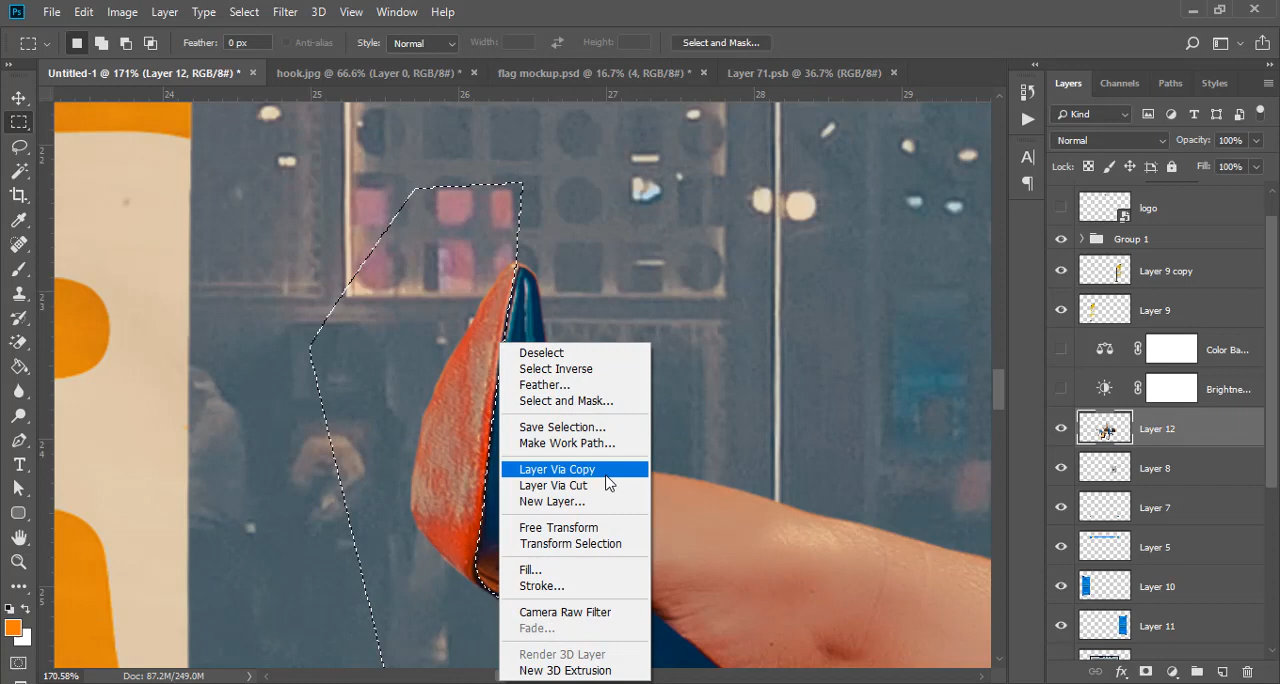 Ps File Edit Image Layer Type Select Filter 3D View Window Help
Feather: 0 px Anti-alias Style: Normal Width: Height: Select and Mask...
Untitled-1 @ 171% (Layer 12, RGB/8#) * × hook.jpg @ 66.6% (Layer 0, RGB/8#) * × flag mockup.psd @ 16.7% (4, RGB/8#) * × Layer 71.psb @ 36.7% (RGB/8#) ×
Layers Channels Paths Styles
24 25 26 27 28 29
Kind
Normal Opacity: 100%
Lock: Fill: 100%
logo
Group 1
Layer 9 copy
Layer 9
Color Ba...
Brightne...
Layer 12
Layer 8
Layer 7
Layer 5
Layer 10
Layer 11
22
23
24
25
Deselect
Select Inverse
Feather...
Select and Mask...
Save Selection...
Make Work Path...
Layer Via Copy
Layer Via Cut
New Layer...
Free Transform
Transform Selection
Fill...
Stroke...
Camera Raw Filter
Fade...
Render 3D Layer
New 3D Extrusion
170.58% Doc: 87.2M/249.0M